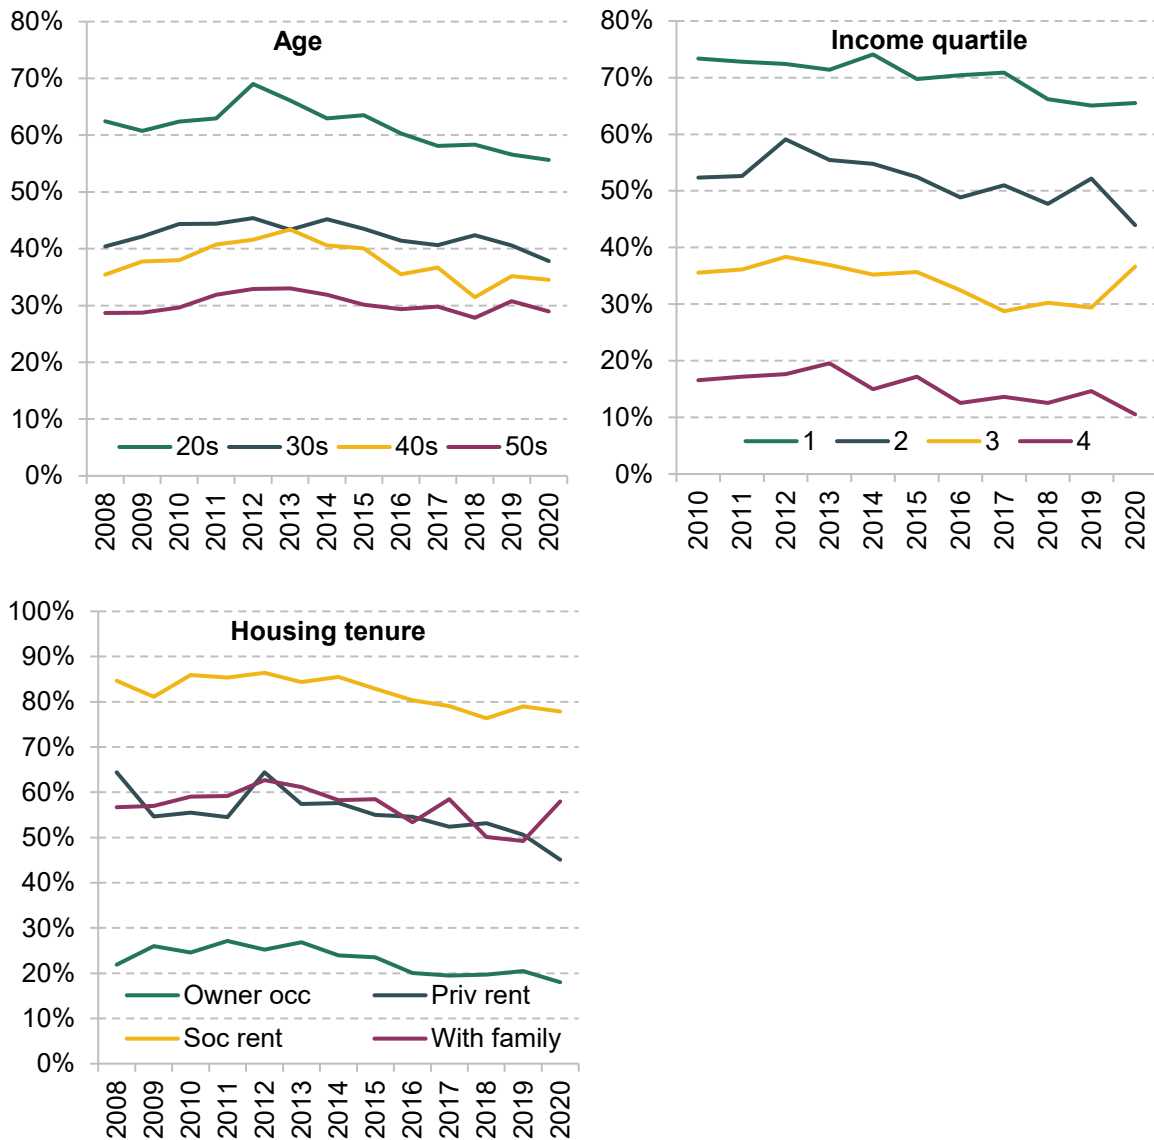 Age
80%
70%
60%
50%
40%
30%
20%
10%
0%
20s 30s 40s 50s
2008 2009 2010 2011 2012 2013 2014 2015 2016 2017 2018 2019 2020
Income quartile
80%
70%
60%
50%
40%
30%
20%
10%
0%
1 2 3 4
2010 2011 2012 2013 2014 2015 2016 2017 2018 2019 2020
Housing tenure
100%
90%
80%
70%
60%
50%
40%
30%
20%
10%
0%
Owner occ Priv rent
Soc rent With family
2008 2009 2010 2011 2012 2013 2014 2015 2016 2017 2018 2019 2020